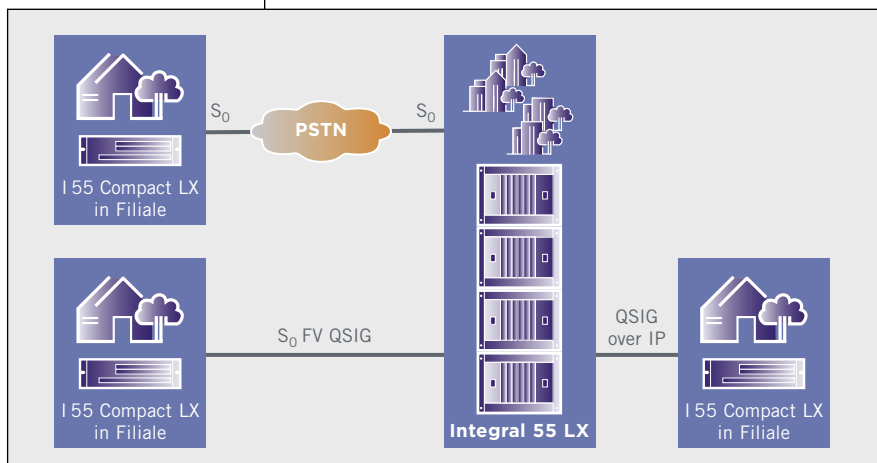 S₀
PSTN
S₀
I 55 Compact LX
in Filiale
S₀ FV QSIG
QSIG
over IP
I 55 Compact LX
in Filiale
Integral 55 LX
I 55 Compact LX
in Filiale